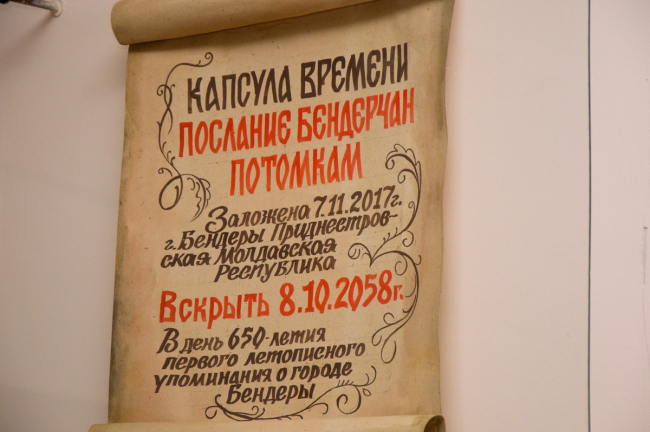 КАПСУЛА ВРЕМЕНИ
ПОСЛАНИЕ БЕНДЕРЧАН
ПОТОМКАМ
Заложена 7.11.2017г.
г. Бендеры Приднестров-
ская Молдавская
Республика
Вскрыть 8.10.2058г.
В день 650-летия
первого летописного
упоминания о городе
Бендеры